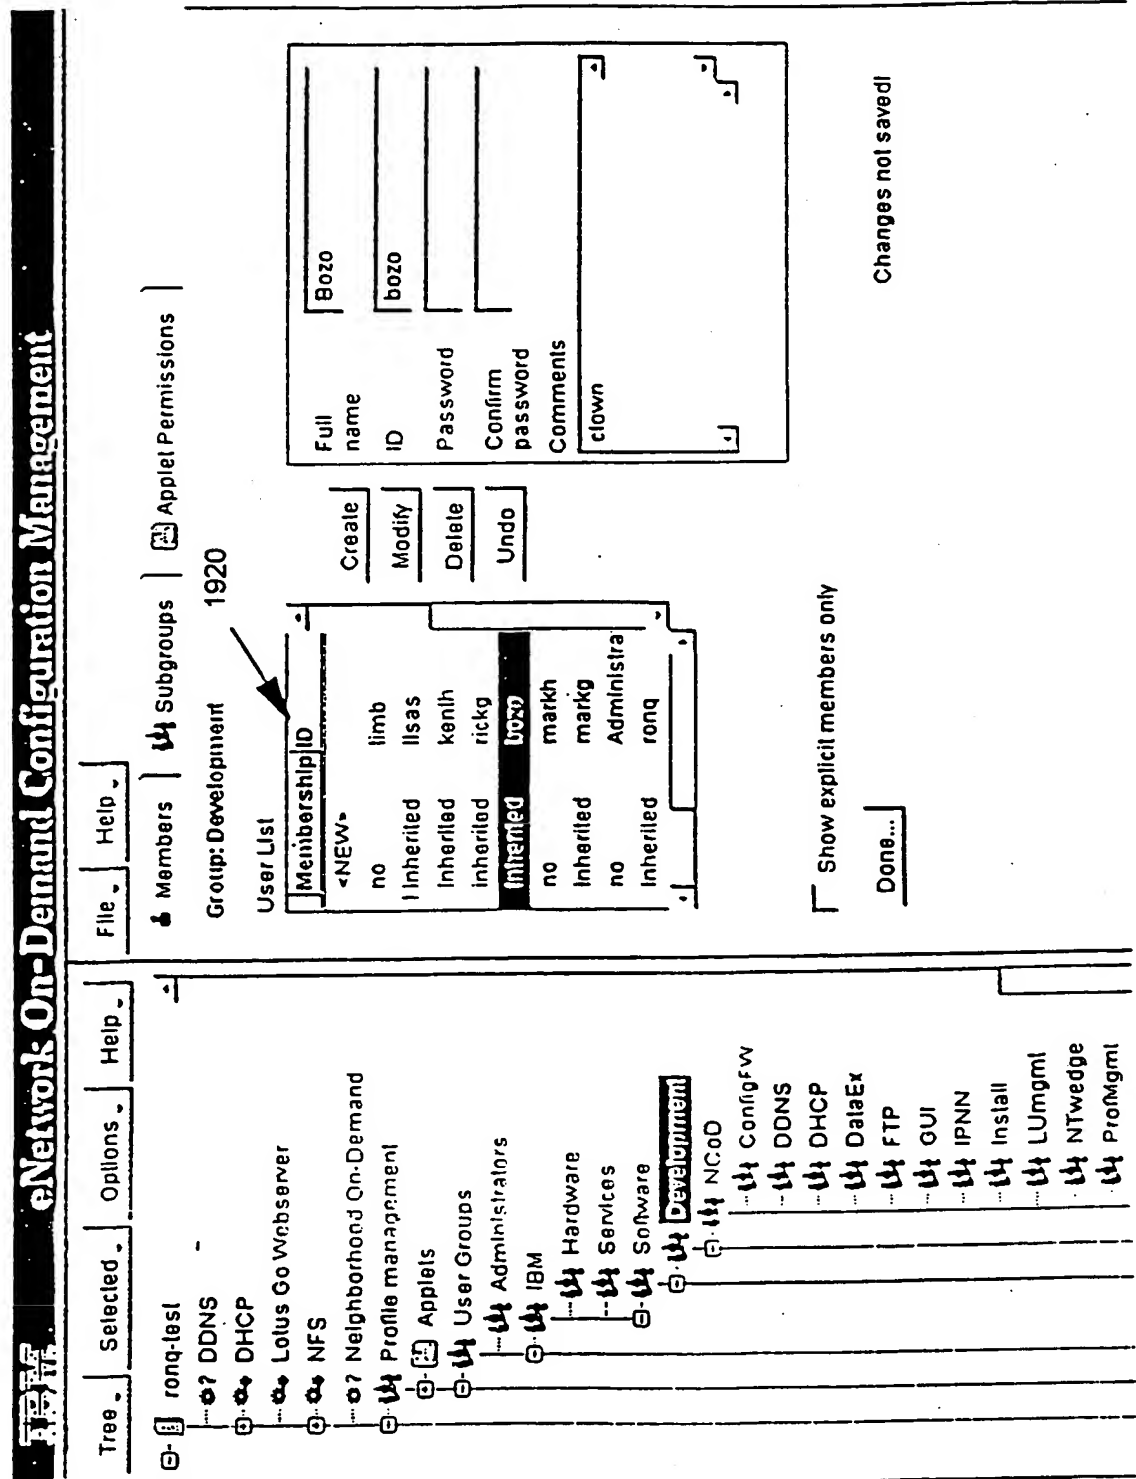 IBM eNetwork On-Demand Configuration Management
Tree Selected Options Help
ronq-test
? DDNS
DHCP
Lotus Go Webserver
NFS
? Neighborhood On-Demand
Profile management
Applets
User Groups
Administrators
IBM
Hardware
Services
Software
Development
NCoD
ConfigFW
DDNS
DHCP
DataEx
FTP
GUI
IPNN
Install
LUmgmt
NTwedge
ProfMgmt
File Help
Members Subgroups Applet Permissions
Group: Development
1920
User List
Membership ID
<NEW>
no timb
Inherited lisas
Inherited kenlh
inherited rickg
Inherited bozo
no markh
Inherited markg
no Administra
Inherited ronq
Create
Modify
Delete
Undo
Full name Bozo
ID bozo
Password
Confirm password
Comments
clown
Show explicit members only
Done...
Changes not saved!